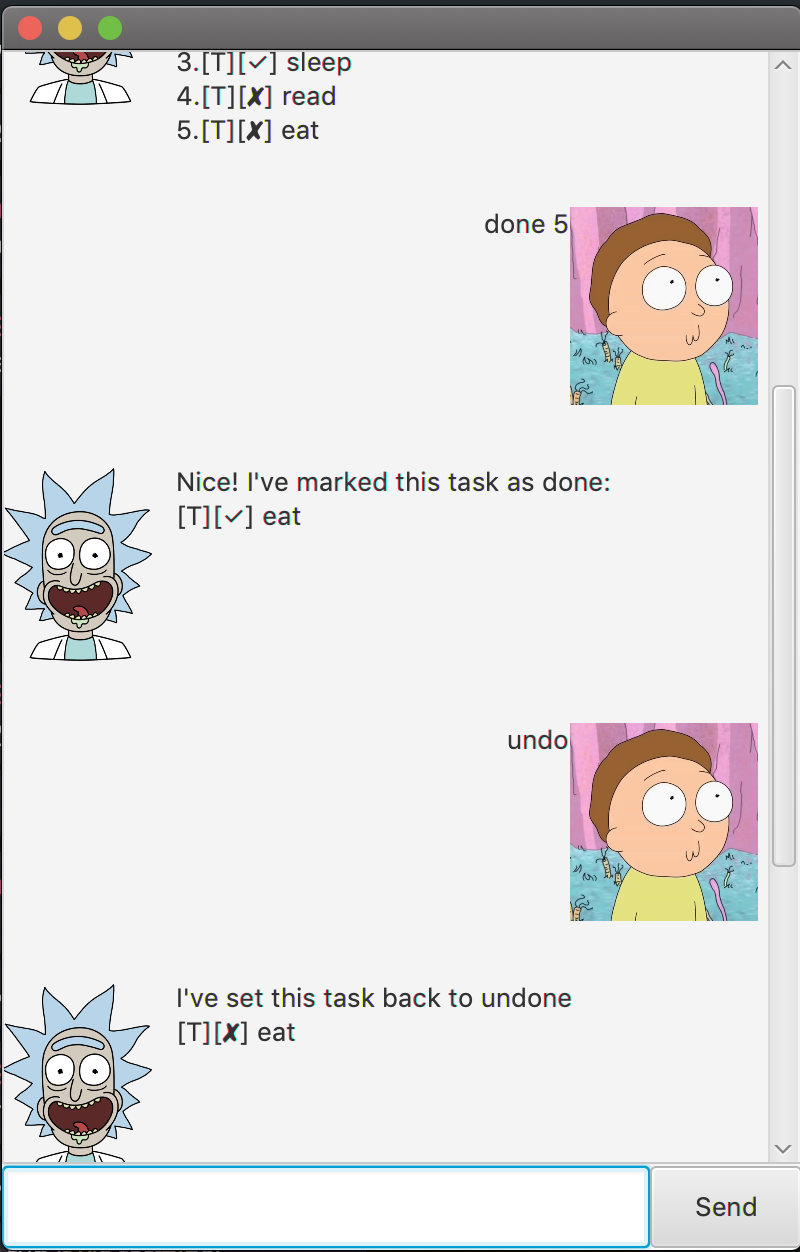 3.[T][✓] sleep
4.[T][✘] read
5.[T][✘] eat
done 5
Nice! I've marked this task as done:
[T][✓] eat
undo
I've set this task back to undone
[T][✘] eat
Send